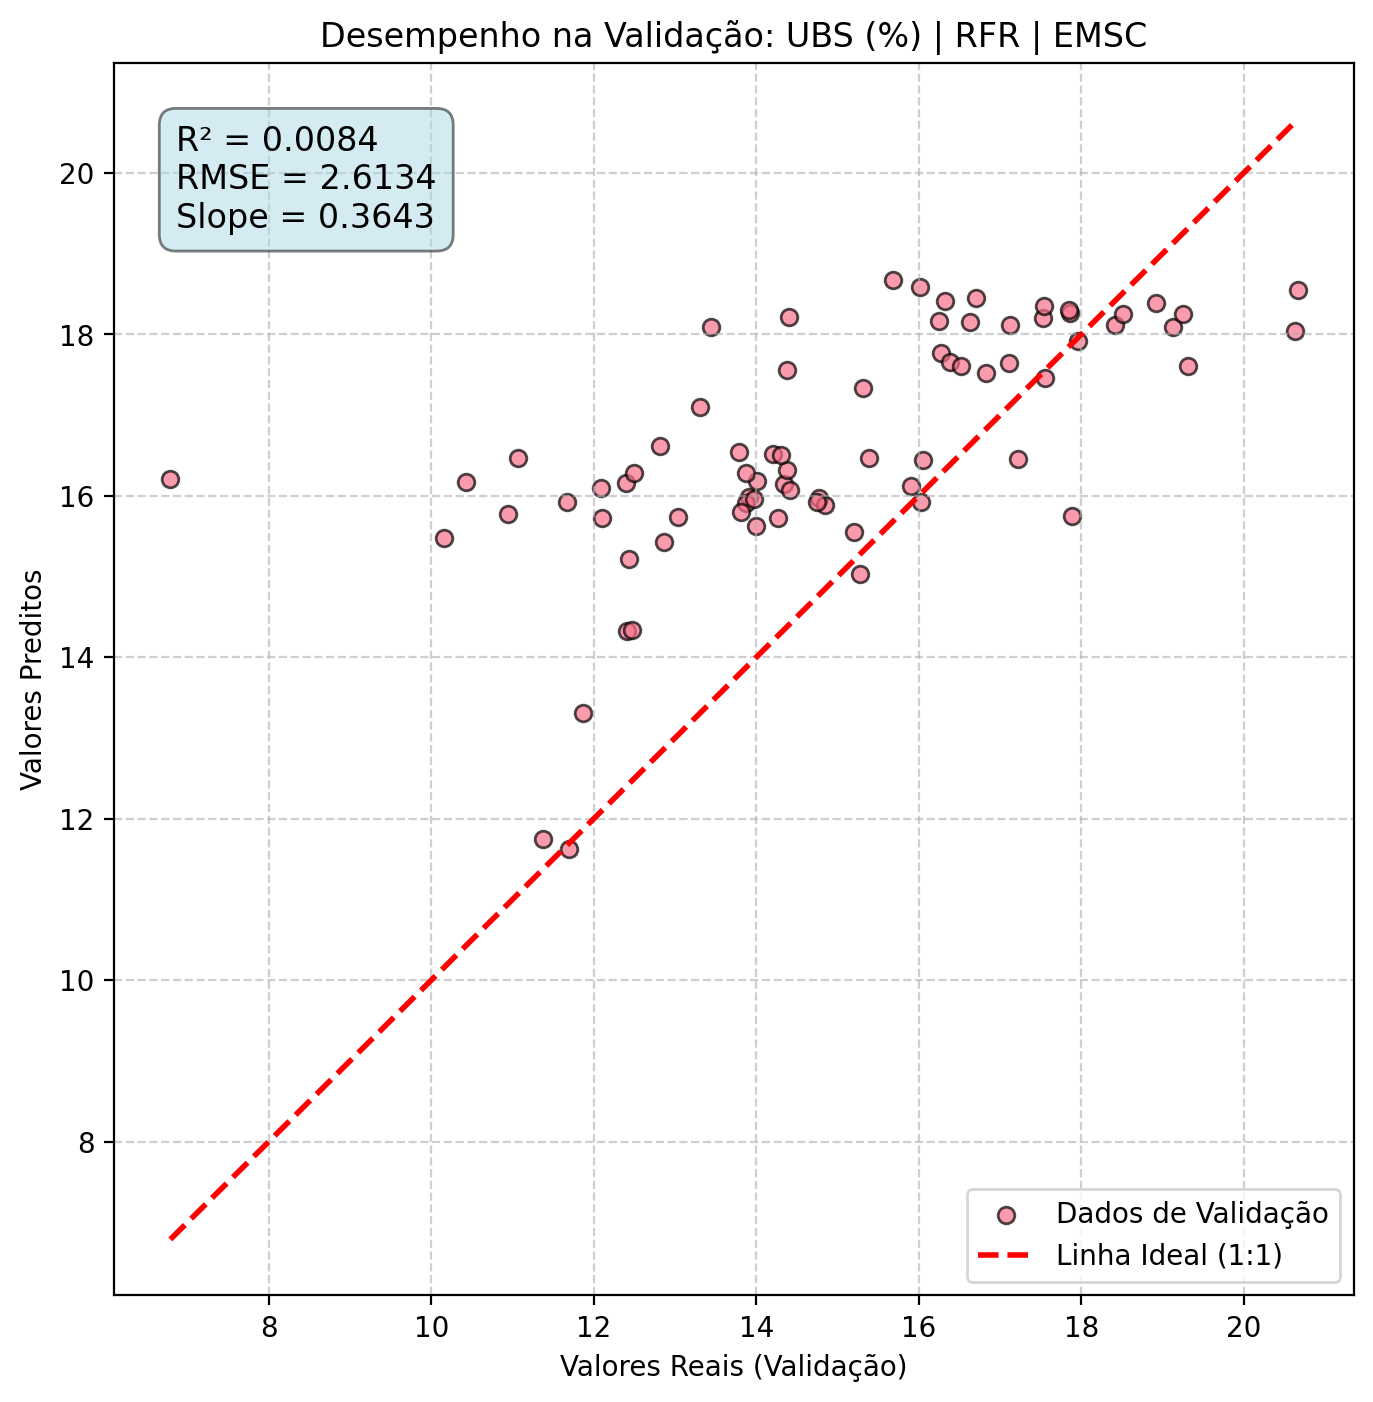 Desempenho na Validação: UBS (%) | RFR | EMSC
R² = 0.0084
RMSE = 2.6134
Slope = 0.3643
20
18
16
14
12
10
8
Valores Preditos
Dados de Validação
Linha Ideal (1:1)
8 10 12 14 16 18 20
Valores Reais (Validação)